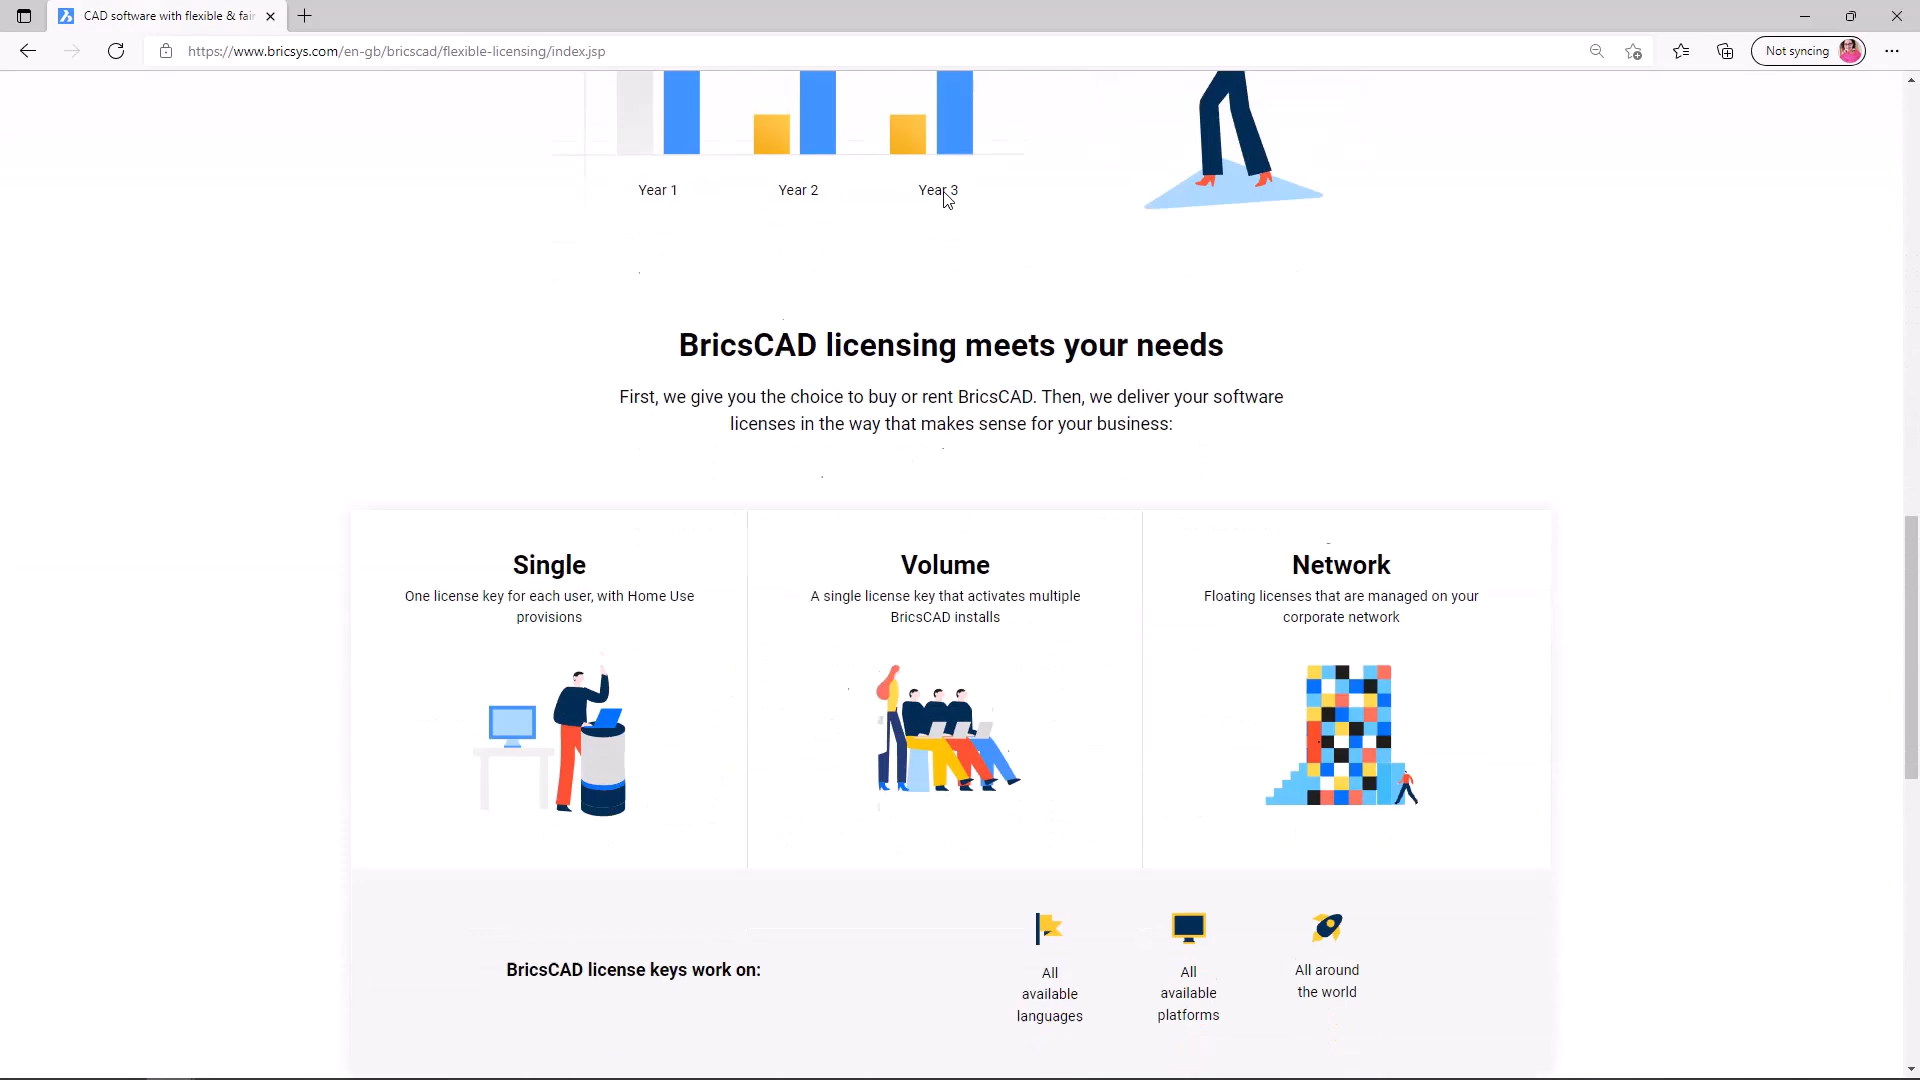 CAD software with flexible & fair
https://www.bricsys.com/en-gb/bricscad/flexible-licensing/index.jsp
Not syncing
Year 1
Year 2
Year 3
BricsCAD licensing meets your needs
First, we give you the choice to buy or rent BricsCAD. Then, we deliver your software
licenses in the way that makes sense for your business:
Single
One license key for each user, with Home Use
provisions
Volume
A single license key that activates multiple
BricsCAD installs
Network
Floating licenses that are managed on your
corporate network
BricsCAD license keys work on:
All
available
languages
All
available
platforms
All around
the world